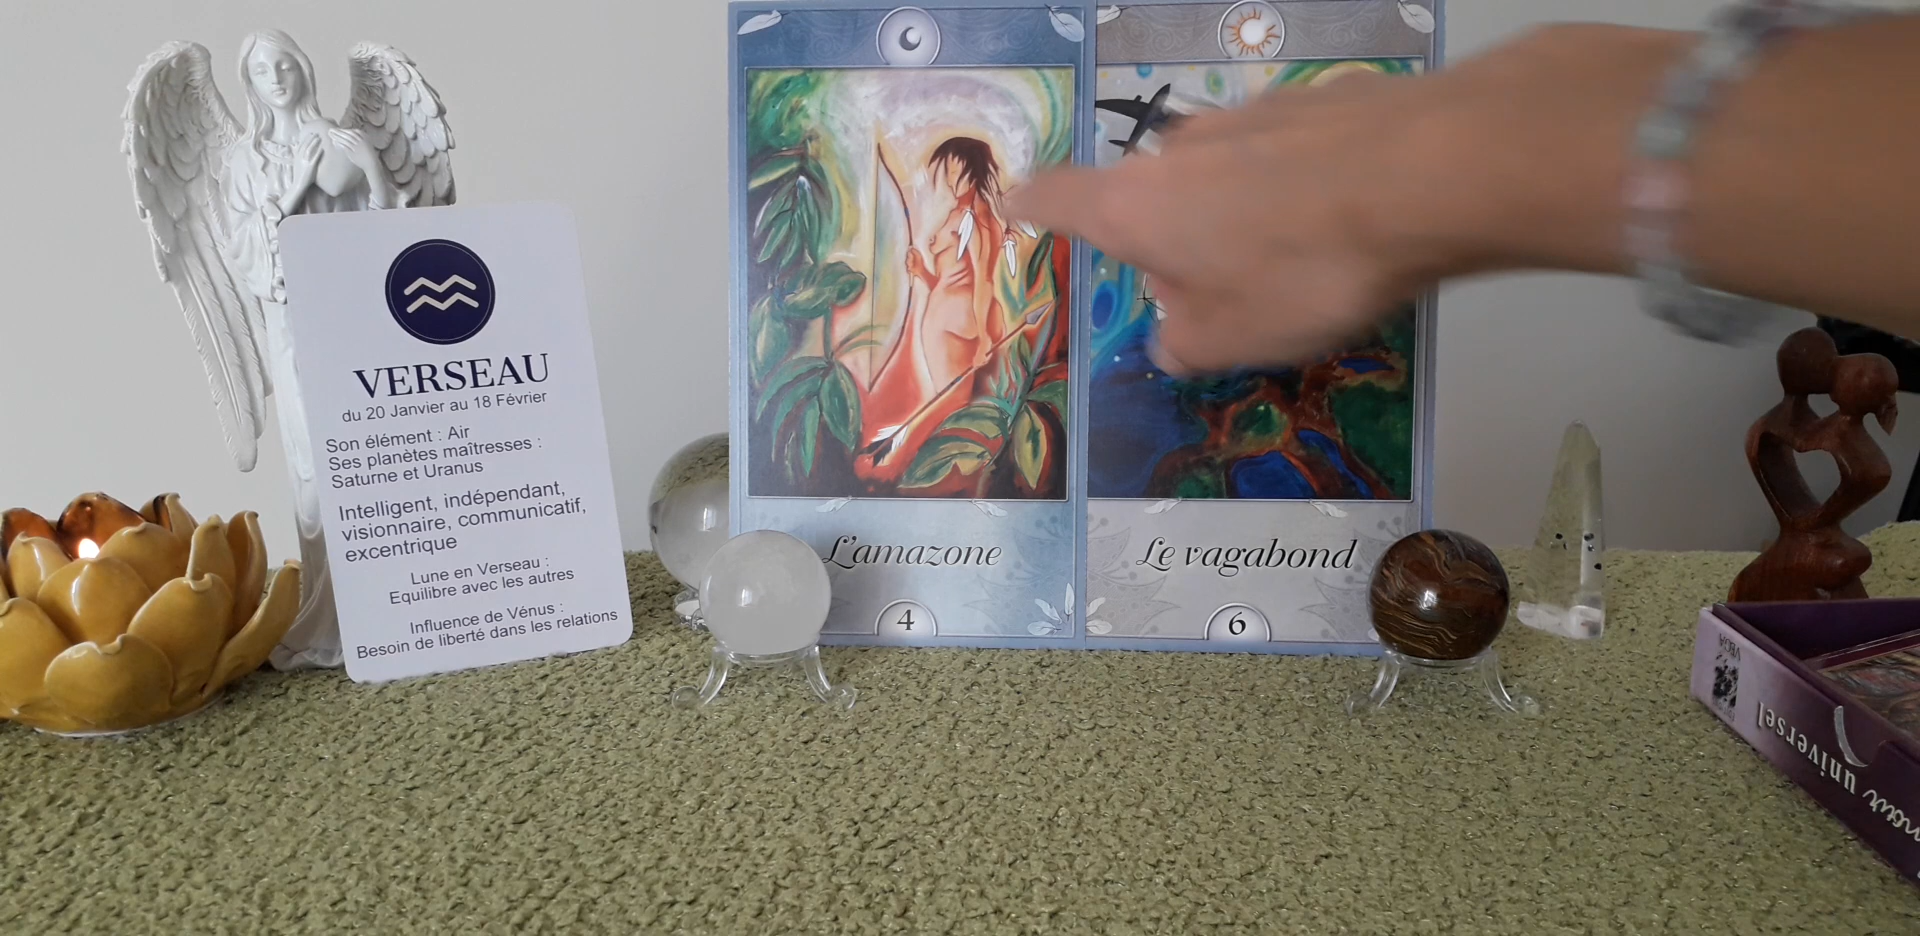 VERSEAU
du 20 Janvier au 18 Février
Son élément : Air
Ses planètes maîtresses :
Saturne et Uranus
Intelligent, indépendant,
visionnaire, communicatif,
excentrique
Lune en Verseau :
Equilibre avec les autres
Influence de Vénus :
Besoin de liberté dans les relations
L'amazone
4
Le vagabond
6
VEGA
universel